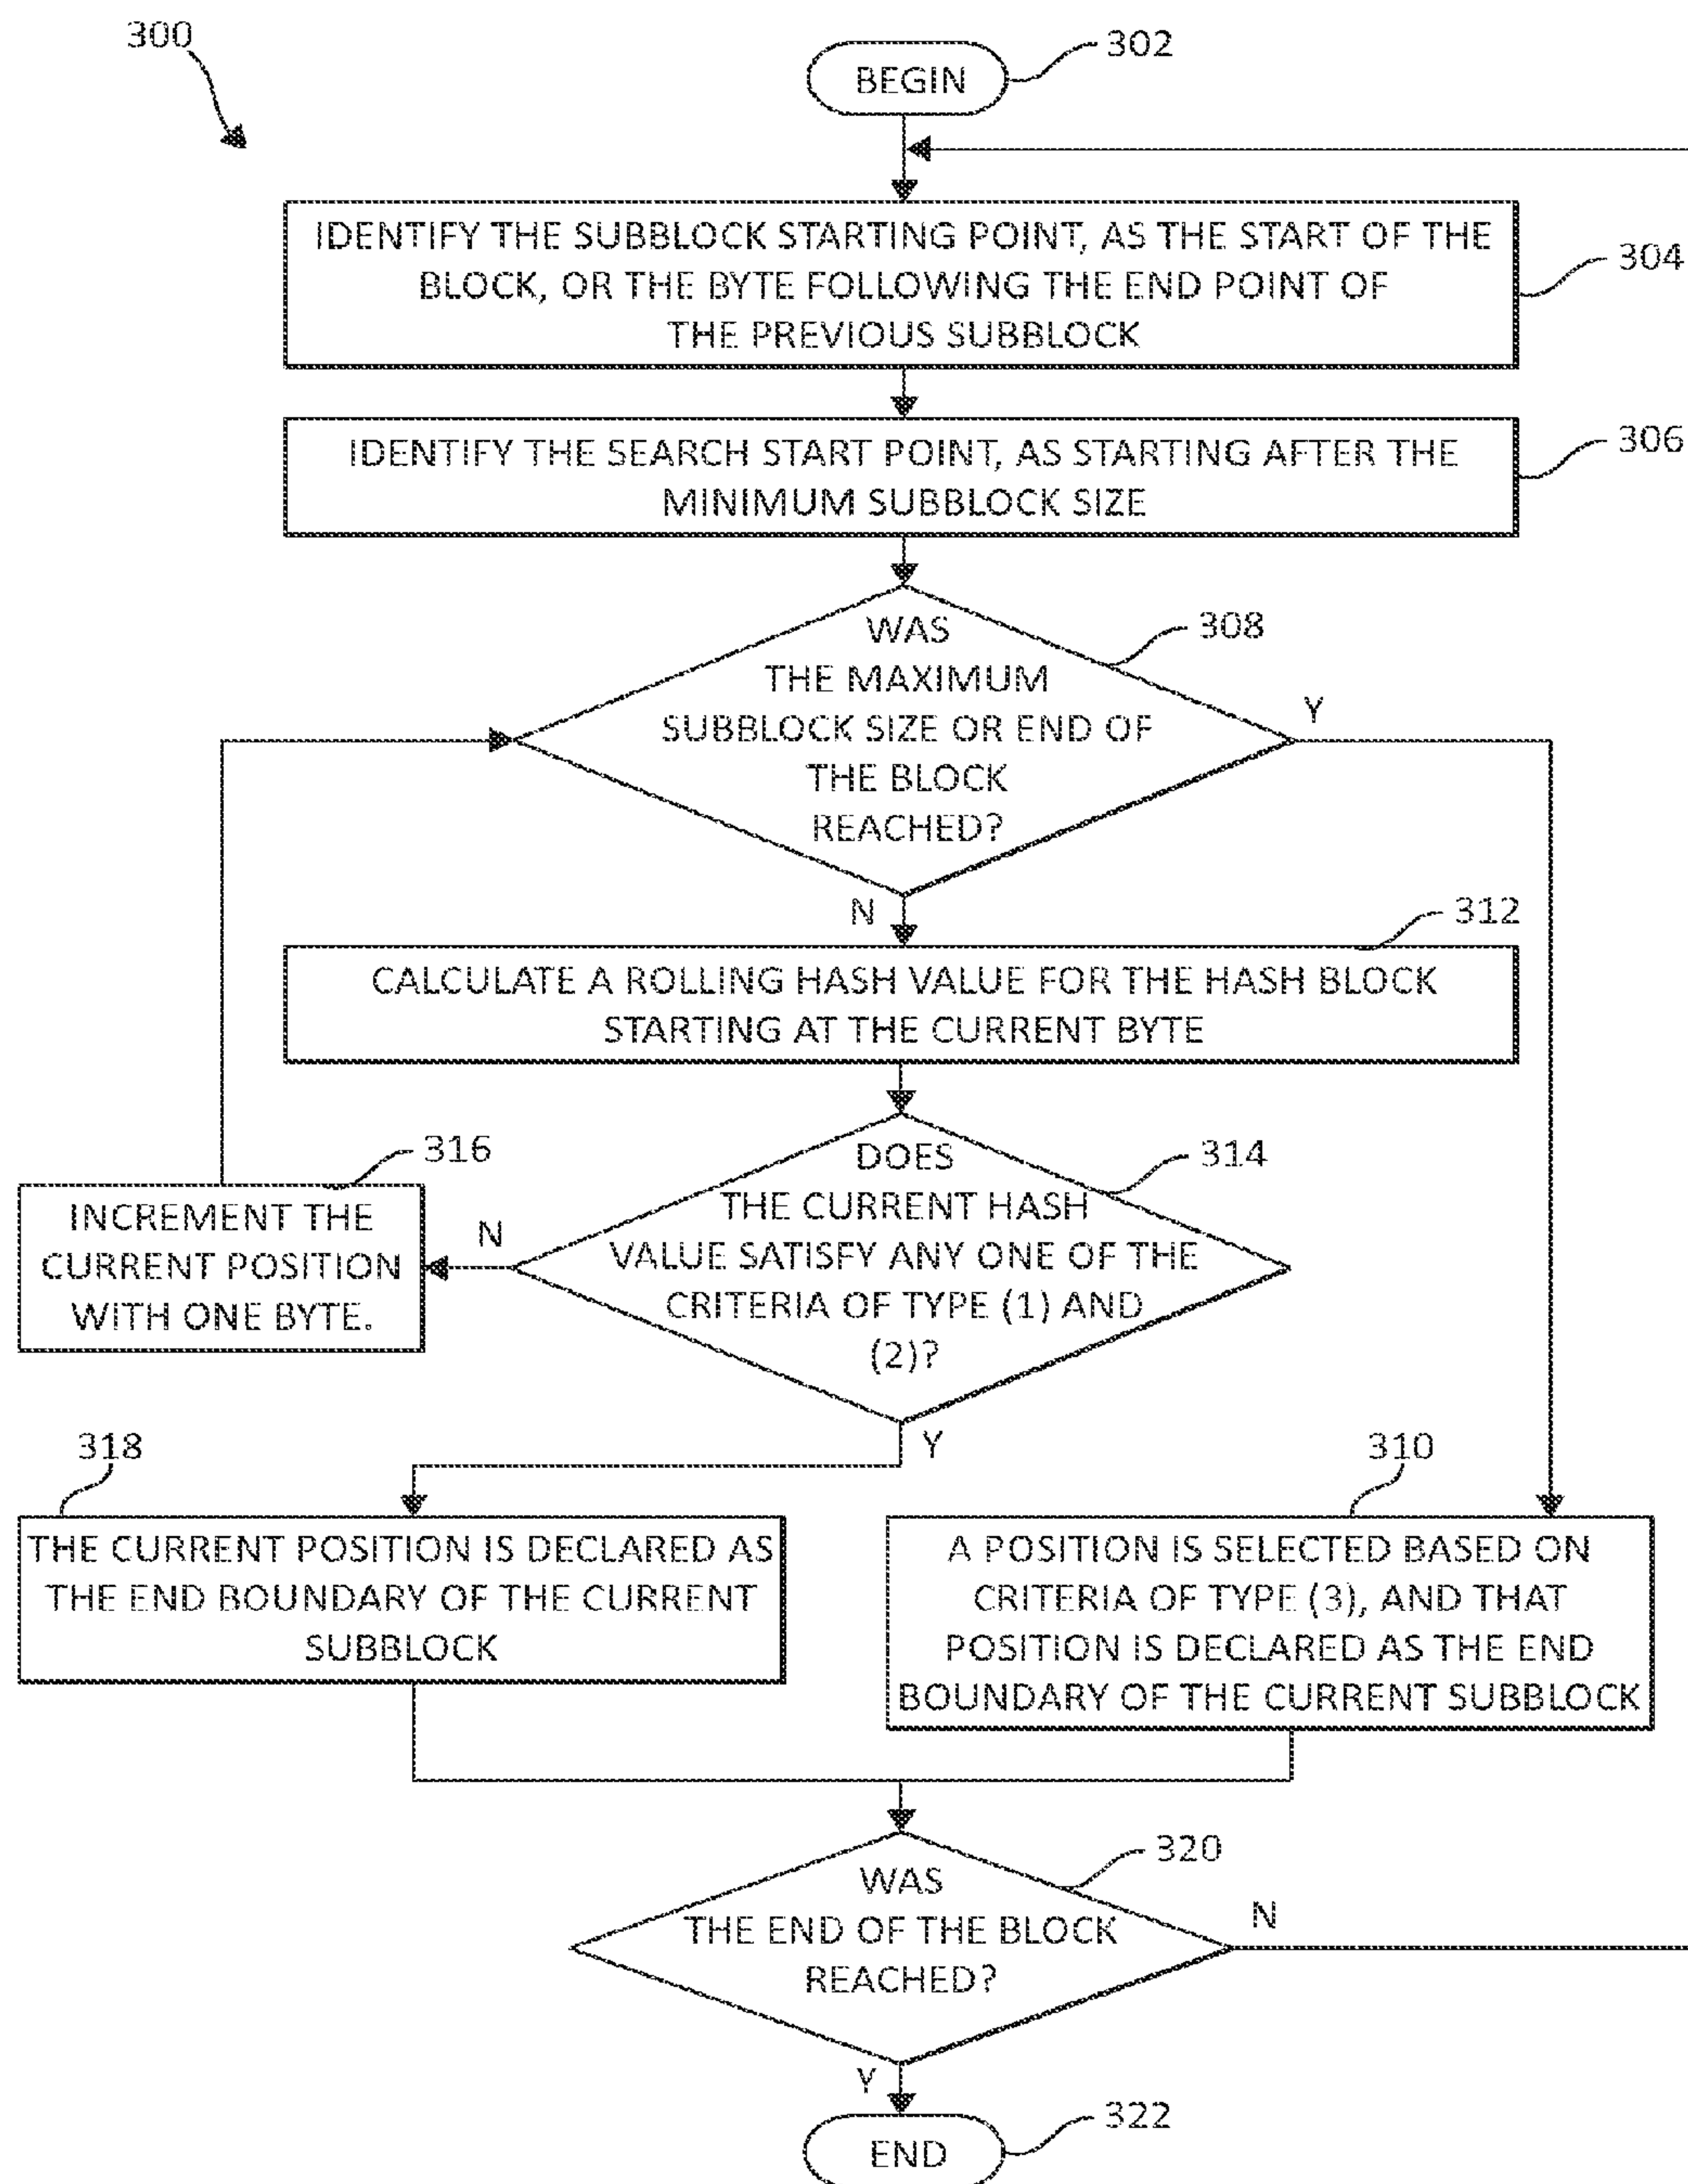 300
BEGIN
302
IDENTIFY THE SUBBLOCK STARTING POINT, AS THE START OF THE
BLOCK, OR THE BYTE FOLLOWING THE END POINT OF
THE PREVIOUS SUBBLOCK
304
IDENTIFY THE SEARCH START POINT, AS STARTING AFTER THE
MINIMUM SUBBLOCK SIZE
306
WAS
THE MAXIMUM
SUBBLOCK SIZE OR END OF
THE BLOCK
REACHED?
308
Y
N
312
CALCULATE A ROLLING HASH VALUE FOR THE HASH BLOCK
STARTING AT THE CURRENT BYTE
DOES
THE CURRENT HASH
VALUE SATISFY ANY ONE OF THE
CRITERIA OF TYPE (1) AND
(2)?
314
N
316
INCREMENT THE
CURRENT POSITION
WITH ONE BYTE.
Y
318
THE CURRENT POSITION IS DECLARED AS
THE END BOUNDARY OF THE CURRENT
SUBBLOCK
310
A POSITION IS SELECTED BASED ON
CRITERIA OF TYPE (3), AND THAT
POSITION IS DECLARED AS THE END
BOUNDARY OF THE CURRENT SUBBLOCK
WAS
THE END OF THE BLOCK
REACHED?
320
N
Y
END
322